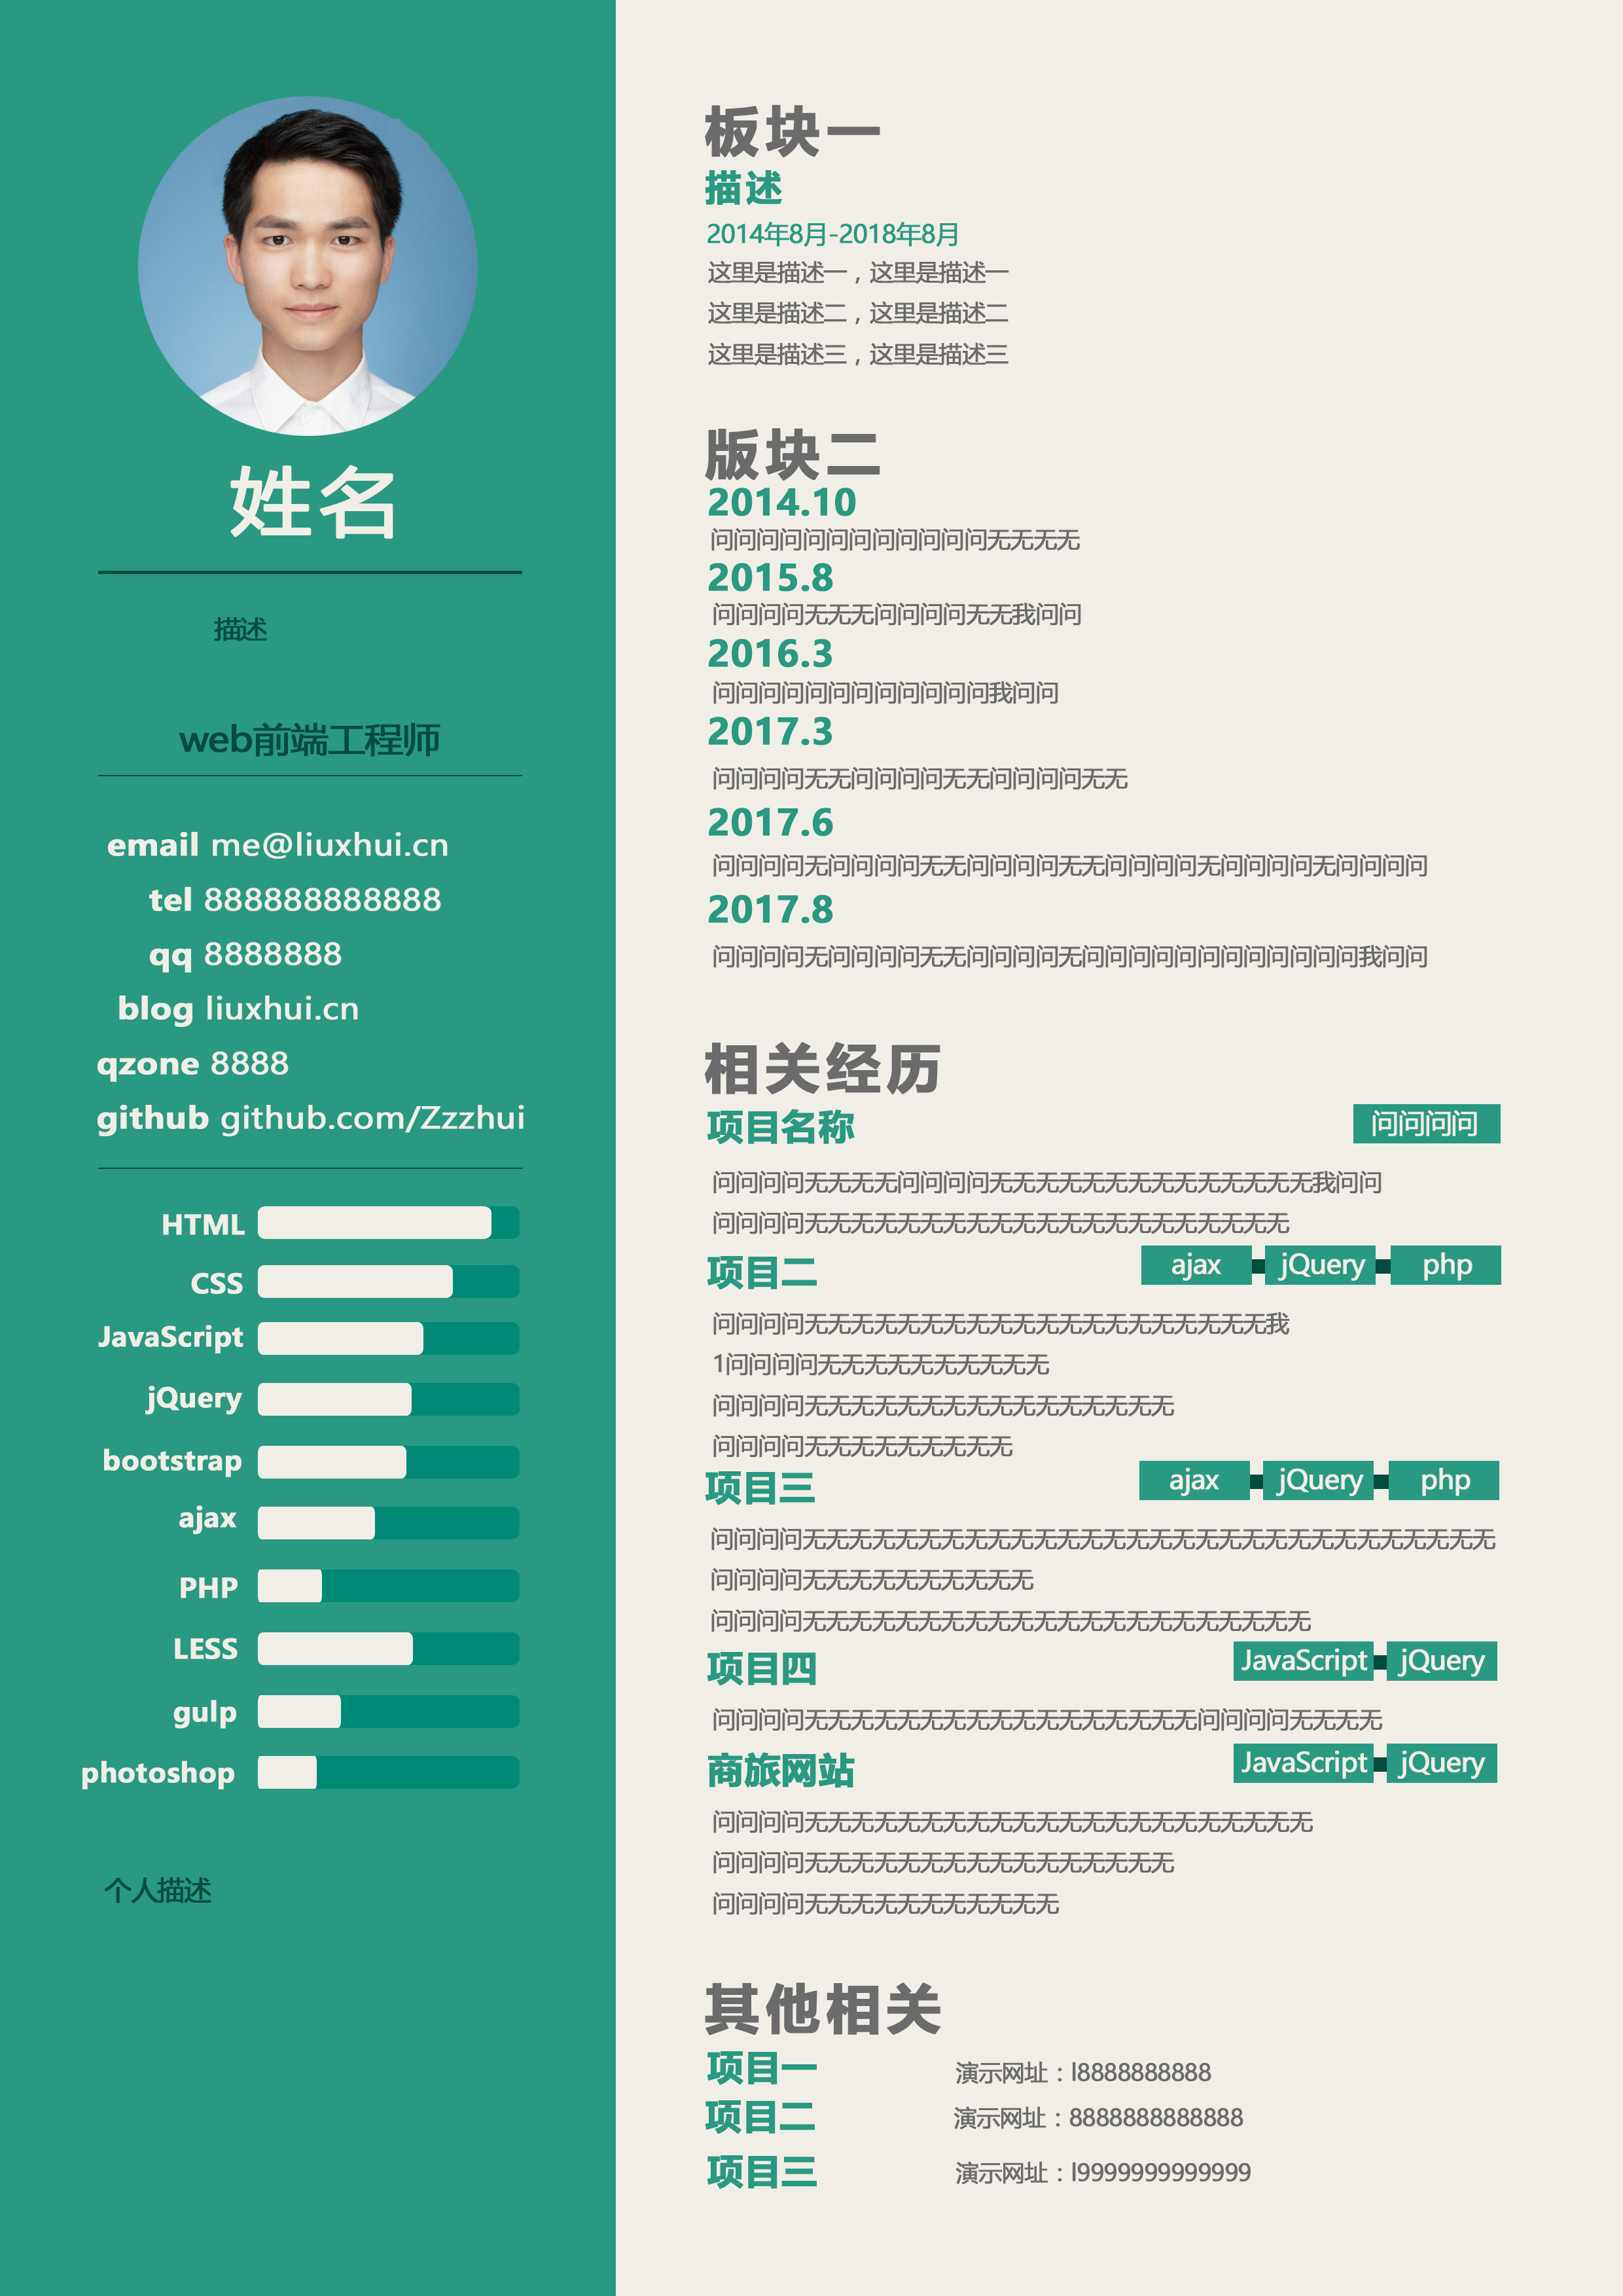 姓名
描述
web前端工程师
email me@liuxhui.cn
tel 888888888888
qq 8888888
blog liuxhui.cn
qzone 8888
github github.com/Zzzhui
HTML
CSS
JavaScript
jQuery
bootstrap
ajax
PHP
LESS
gulp
photoshop
个人描述
板块一
描述
2014年8月-2018年8月
这里是描述一，这里是描述一
这里是描述二，这里是描述二
这里是描述三，这里是描述三
版块二
2014.10
问问问问问问问问问问问问无无无无
2015.8
问问问问无无无问问问问无无我问问
2016.3
问问问问问问问问问问问问我问问
2017.3
问问问问无无问问问问无无问问问问无无
2017.6
问问问问无问问问问无无问问问问无无问问问问无问问问问无问问问问
2017.8
问问问问无问问问问无无问问问问无问问问问问问问问问问问问我问问
相关经历
项目名称 问问问问
问问问问无无无无问问问问无无无无无无无无无无无无无无我问问
问问问问无无无无无无无无无无无无无无无无无无无无无
项目二 ajax jQuery php
问问问问无无无无无无无无无无无无无无无无无无无无我
1问问问问无无无无无无无无无无
问问问问无无无无无无无无无无无无无无无无
问问问问无无无无无无无无无
项目三 ajax jQuery php
问问问问无无无无无无无无无无无无无无无无无无无无无无无无无无无无无无
问问问问无无无无无无无无无无
问问问问无无无无无无无无无无无无无无无无无无无无无无
项目四 JavaScript jQuery
问问问问无无无无无无无无无无无无无无无无无问问问问无无无无
商旅网站 JavaScript jQuery
问问问问无无无无无无无无无无无无无无无无无无无无无无
问问问问无无无无无无无无无无无无无无无无
问问问问无无无无无无无无无无无
其他相关
项目一 演示网址：l8888888888
项目二 演示网址：8888888888888
项目三 演示网址：l9999999999999